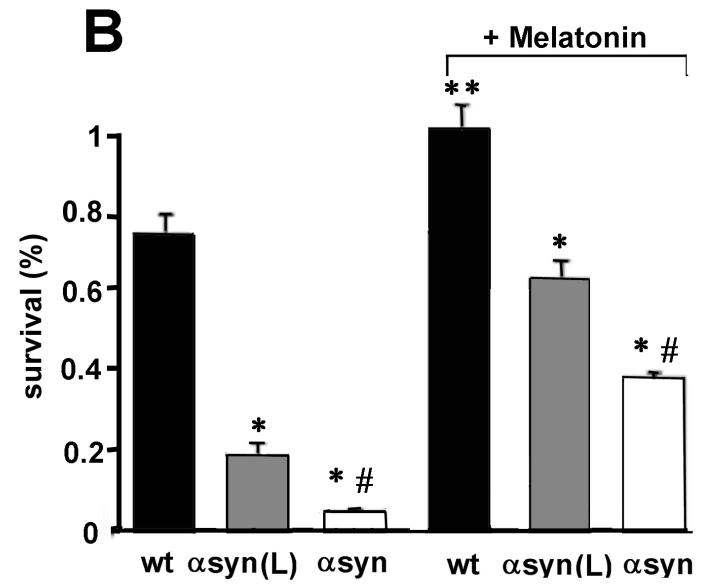 B
+ Melatonin
**
1
0.8
*
0.6
* #
0.4
*
0.2
* #
0
survival (%)
wt αsyn(L) αsyn wt αsyn(L) αsyn